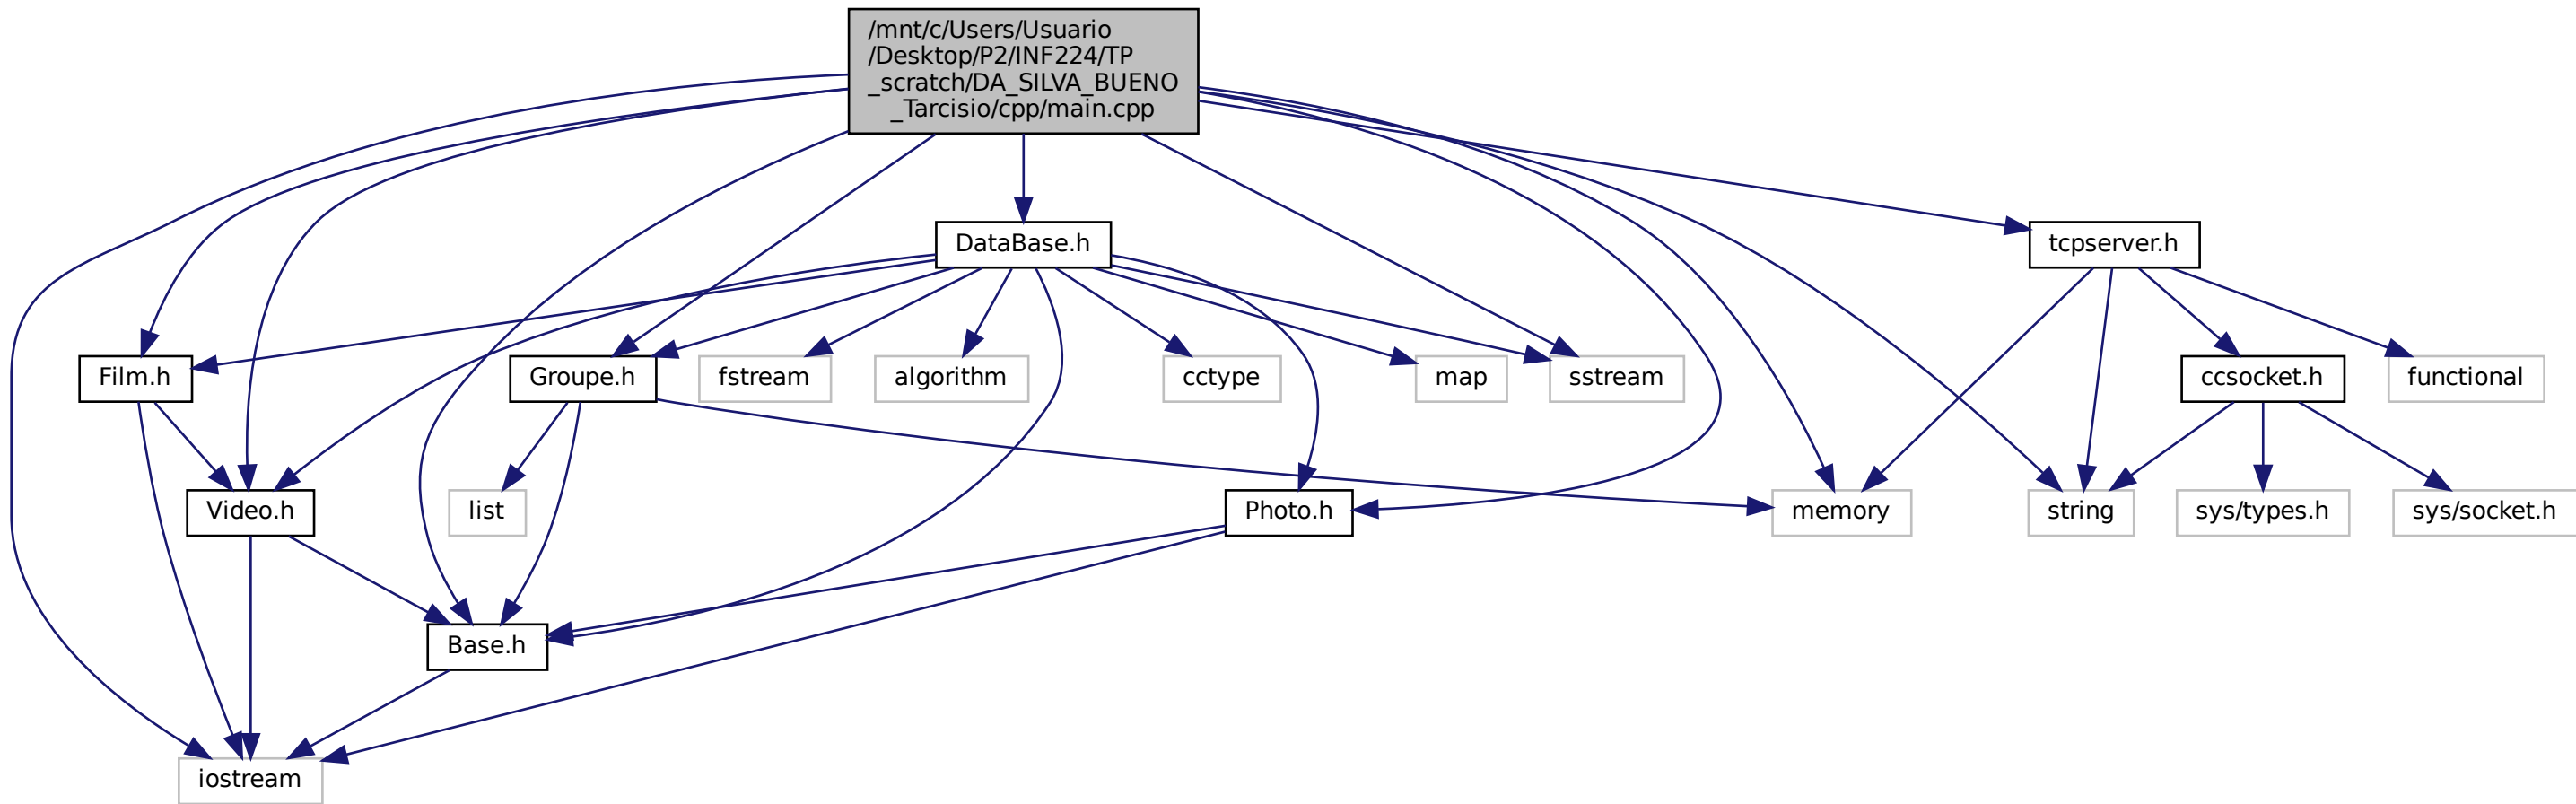 /mnt/c/Users/Usuario
/Desktop/P2/INF224/TP
_scratch/DA_SILVA_BUENO
_Tarcisio/cpp/main.cpp
DataBase.h
tcpserver.h
Film.h
Groupe.h
fstream
algorithm
cctype
map
sstream
ccsocket.h
functional
Video.h
list
Photo.h
memory
string
sys/types.h
sys/socket.h
Base.h
iostream